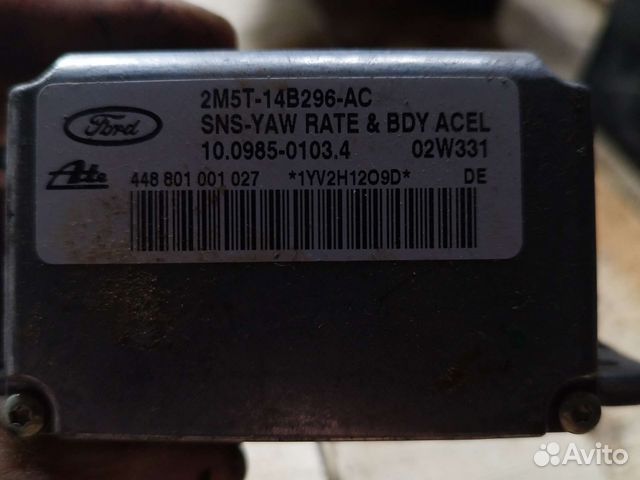 2M5T-14B296-AC
Ford
SNS-YAW RATE & BDY ACEL
10.0985-0103.4 02W331
Ate 448 801 001 027 *1YV2H12O9D* DE
Avito